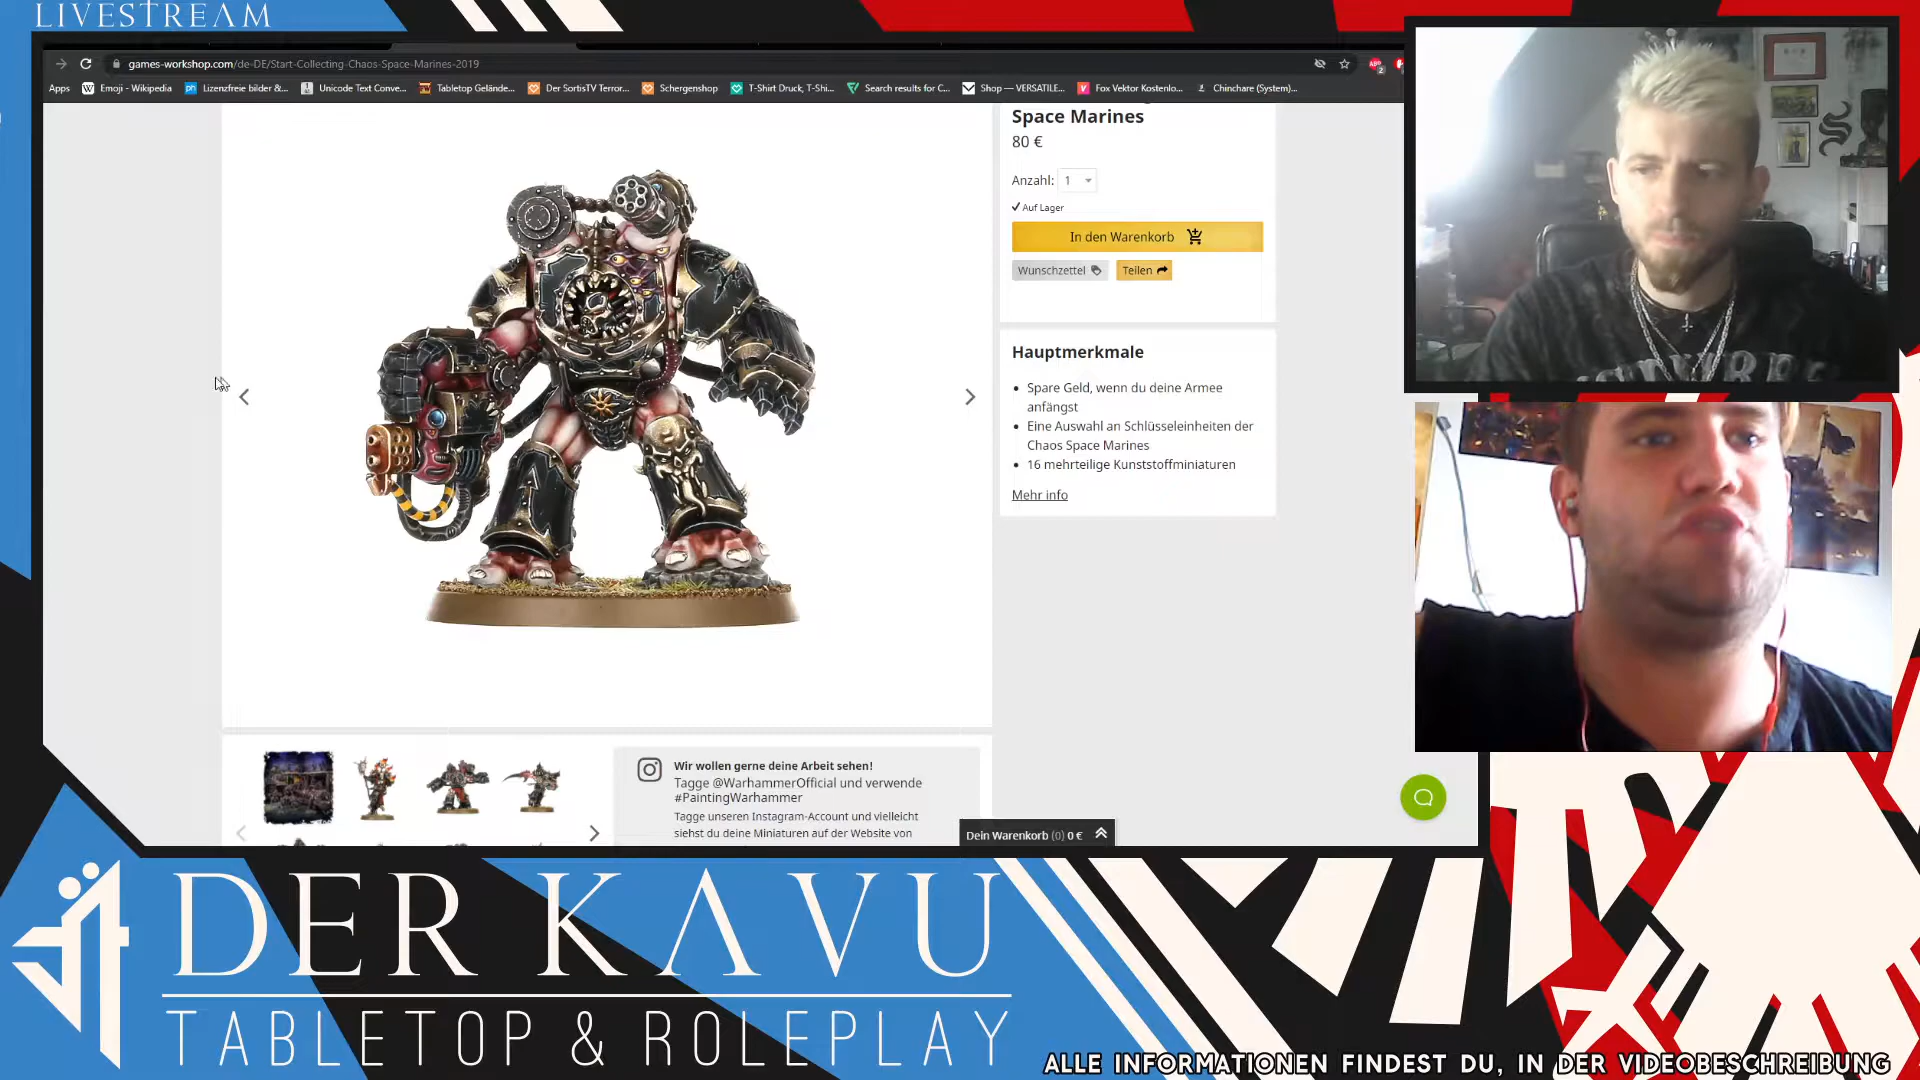 LIVESTREAM
games-workshop.com/de-DE/Start-Collecting-Chaos-Space-Marines-2019
Apps
Emoji - Wikipedia
Lizenzfreie bilder &...
Unicode Text Conve...
Tabletop Gelände...
Der SortisTV Terror...
Schergenshop
T-Shirt Druck, T-Shi...
Search results for C...
Shop — VERSATILE...
Fox Vektor Kostenlo...
Chinchare (System)...
Space Marines
80 €
Anzahl: 1
Auf Lager
In den Warenkorb
Wunschzettel
Teilen
Hauptmerkmale
Spare Geld, wenn du deine Armee
anfängst
Eine Auswahl an Schlüsseleinheiten der
Chaos Space Marines
16 mehrteilige Kunststoffminiaturen
Mehr info
Wir wollen gerne deine Arbeit sehen!
Tagge @WarhammerOfficial und verwende
#PaintingWarhammer
Tagge unseren Instagram-Account und vielleicht
siehst du deine Miniaturen auf der Website von
Dein Warenkorb (0) 0 €
DER KAVU
TABLETOP & ROLEPLAY
ALLE INFORMATIONEN FINDEST DU, IN DER VIDEOBESCHREIBUNG